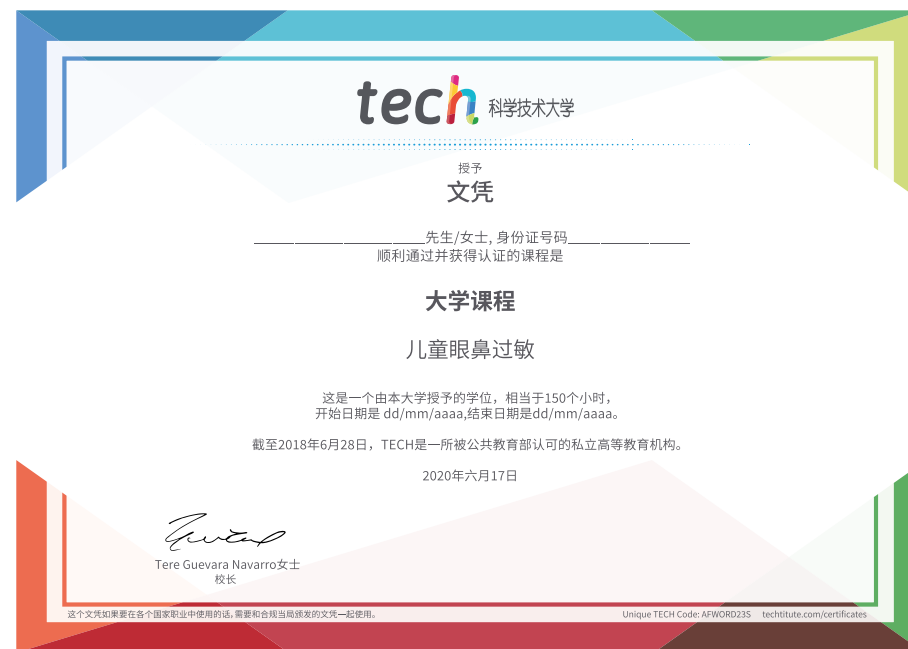 tech 科学技术大学
授予
文凭
先生/女士, 身份证号码
顺利通过并获得认证的课程是
大学课程
儿童眼鼻过敏
这是一个由本大学授予的学位，相当于150个小时，
开始日期是 dd/mm/aaaa,结束日期是dd/mm/aaaa。
截至2018年6月28日，TECH是一所被公共教育部认可的私立高等教育机构。
2020年六月17日
Tere Guevara Navarro女士
校长
这个文凭如果要在各个国家职业中使用的话,需要和合规当局颁发的文凭一起使用。
Unique TECH Code: AFWORD23S techtitute.com/certificates